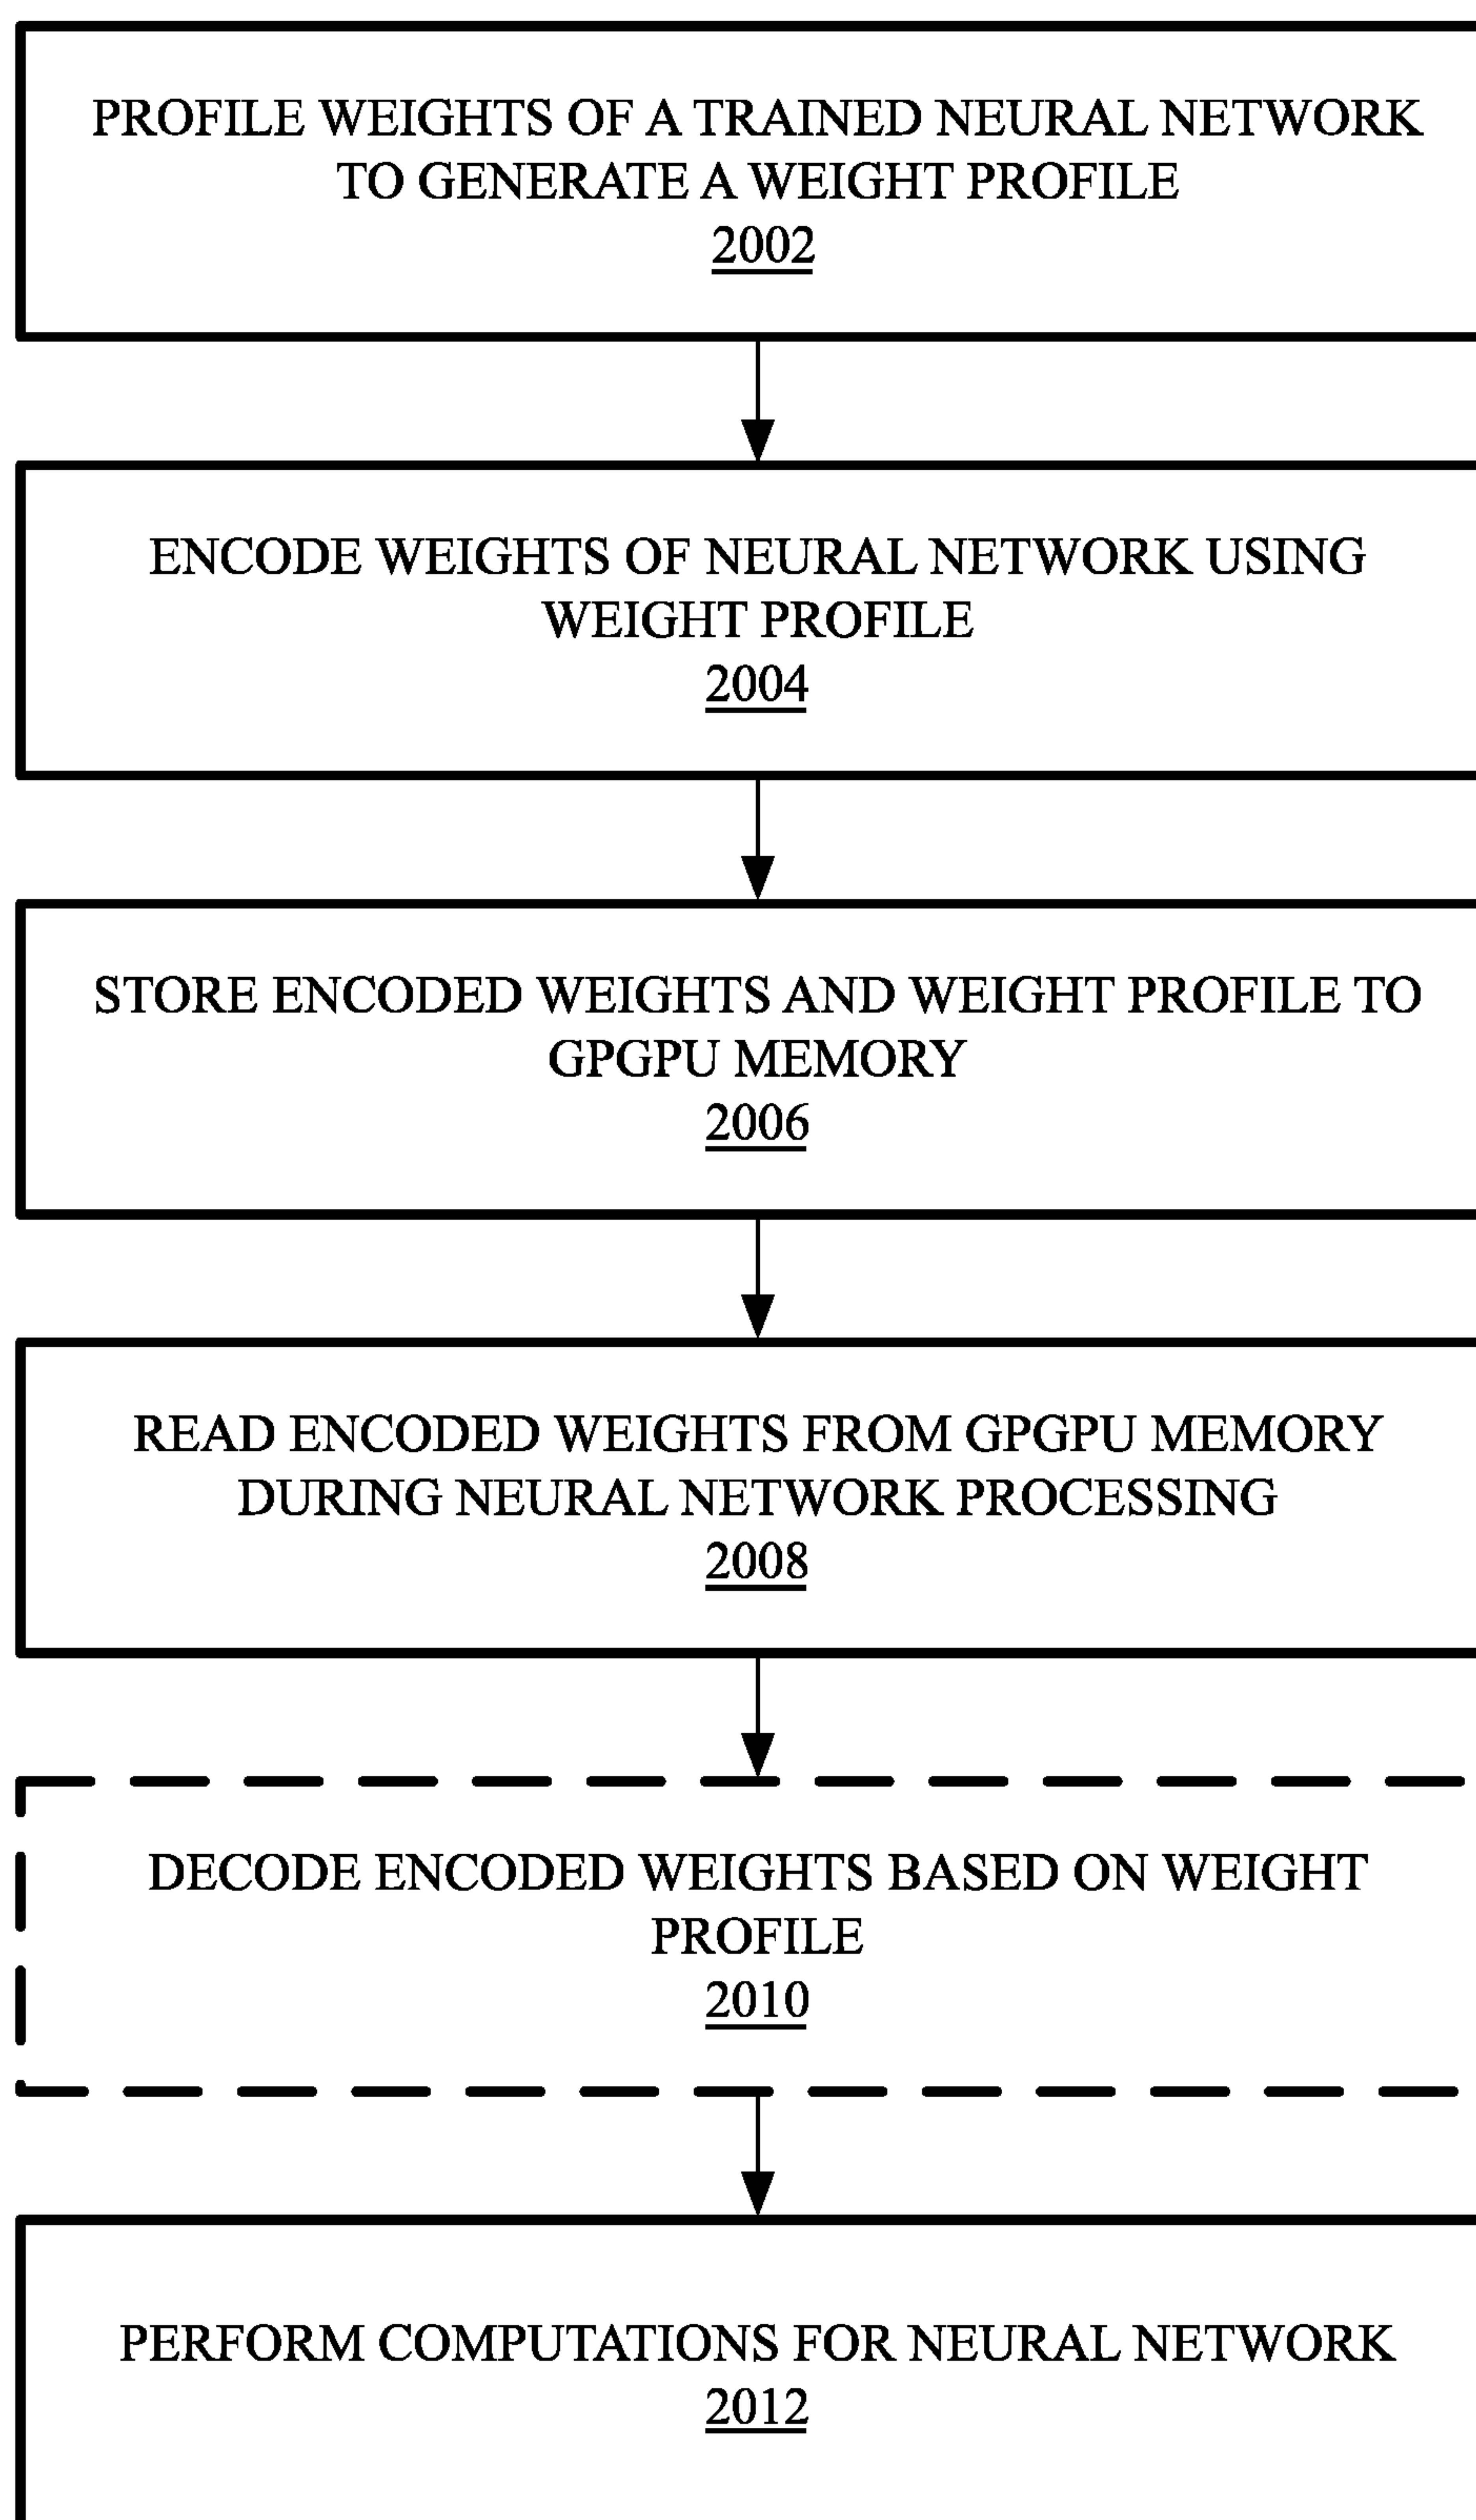 PROFILE WEIGHTS OF A TRAINED NEURAL NETWORK
TO GENERATE A WEIGHT PROFILE
2002
ENCODE WEIGHTS OF NEURAL NETWORK USING
WEIGHT PROFILE
2004
STORE ENCODED WEIGHTS AND WEIGHT PROFILE TO
GPGPU MEMORY
2006
READ ENCODED WEIGHTS FROM GPGPU MEMORY
DURING NEURAL NETWORK PROCESSING
2008
DECODE ENCODED WEIGHTS BASED ON WEIGHT
PROFILE
2010
PERFORM COMPUTATIONS FOR NEURAL NETWORK
2012